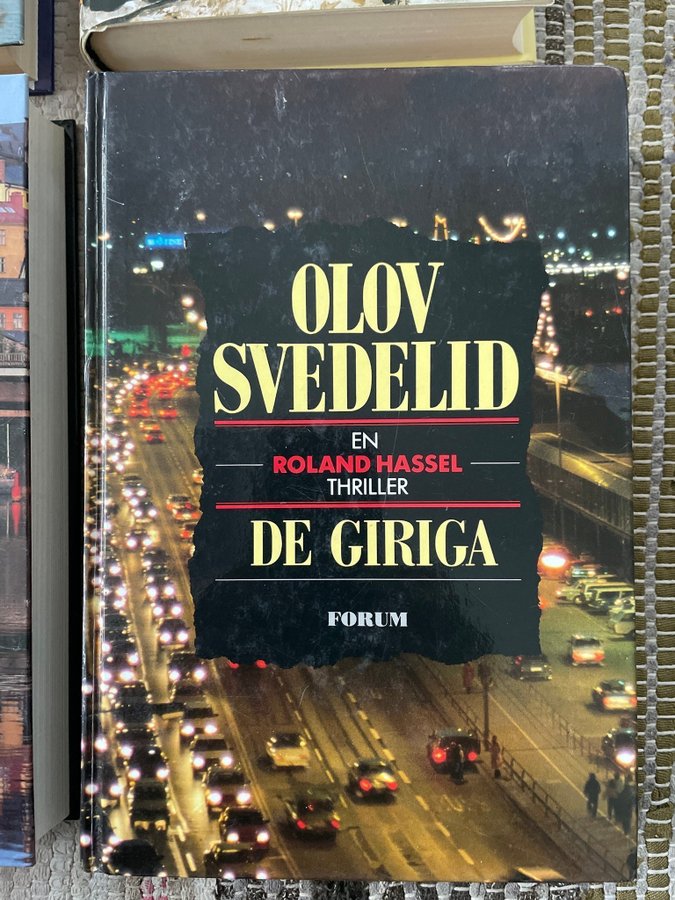 OLOV
SVEDELID
EN
ROLAND HASSEL
THRILLER
DE GIRIGA
FORUM